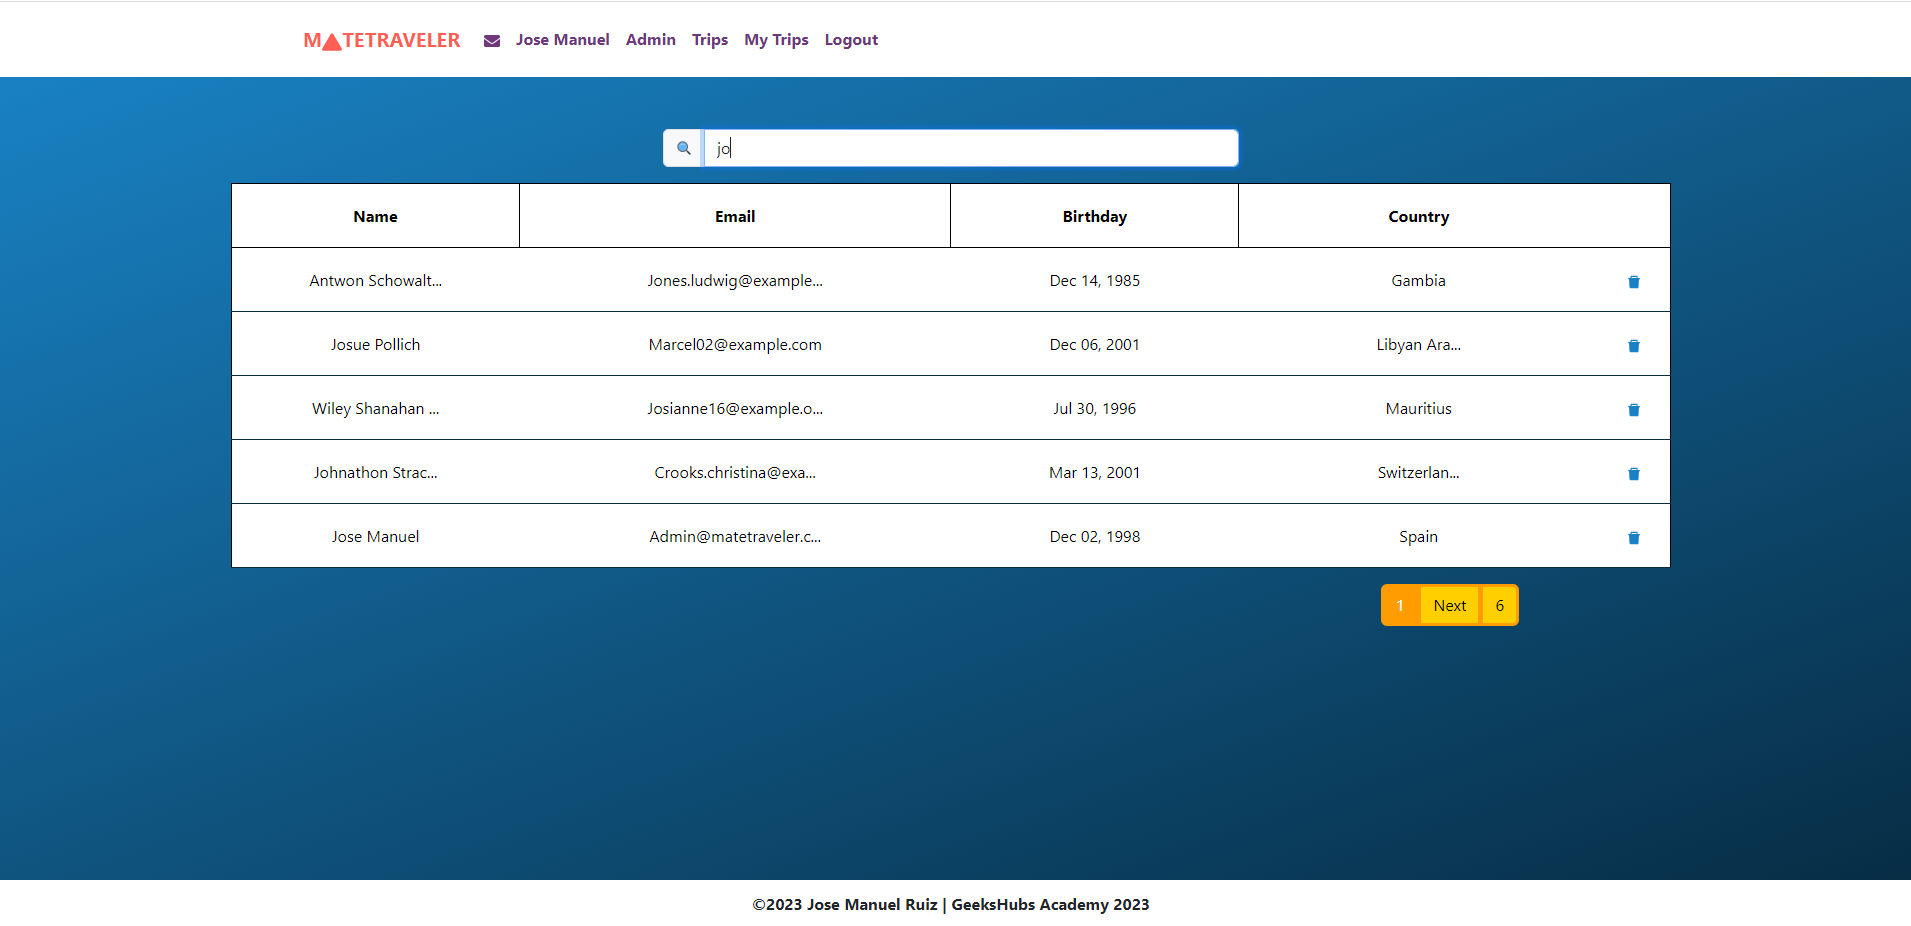 M▲TETRAVELER Jose Manuel Admin Trips My Trips Logout
jo
Name Email Birthday Country
Antwon Schowalt... Jones.ludwig@example... Dec 14, 1985 Gambia
Josue Pollich Marcel02@example.com Dec 06, 2001 Libyan Ara...
Wiley Shanahan ... Josianne16@example.o... Jul 30, 1996 Mauritius
Johnathon Strac... Crooks.christina@exa... Mar 13, 2001 Switzerlan...
Jose Manuel Admin@matetraveler.c... Dec 02, 1998 Spain
1 Next 6
©2023 Jose Manuel Ruiz | GeeksHubs Academy 2023